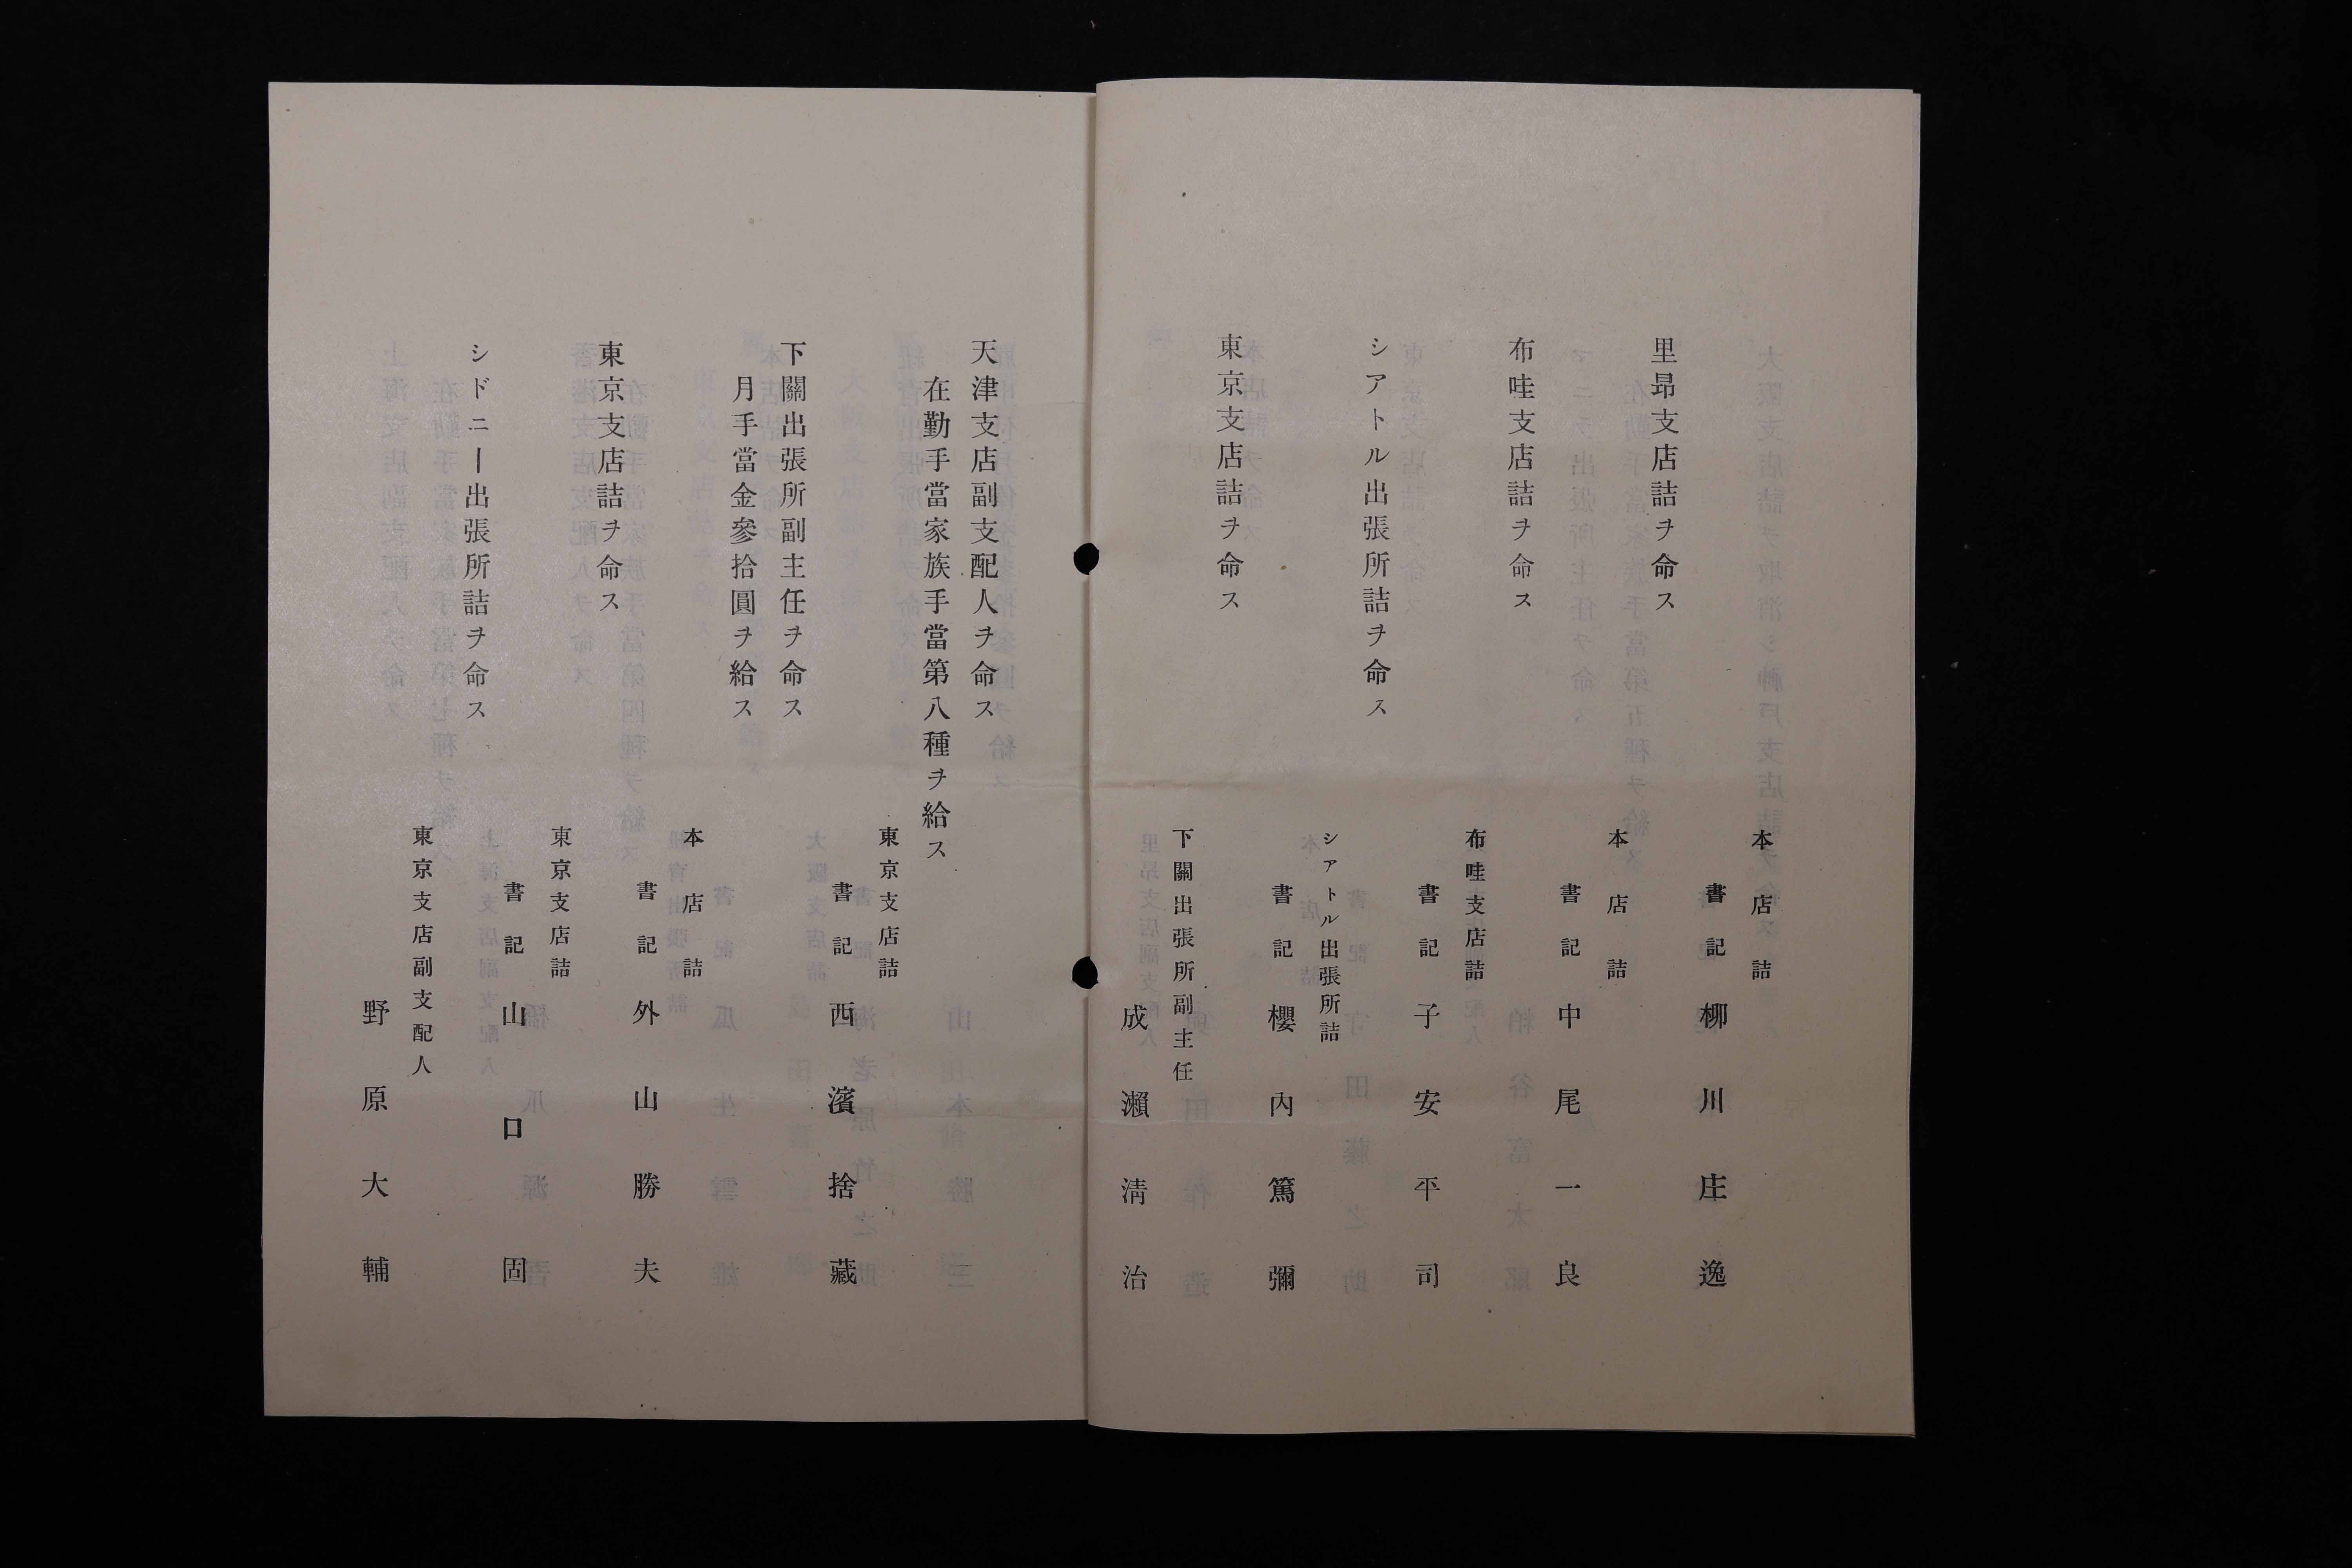 本店詰
書記 柳川庄逸
里昂支店詰ヲ命ス
本店詰
書記 中尾一良
布哇支店詰ヲ命ス
布哇支店詰
書記 子安平司
シアトル出張所詰ヲ命ス
シアトル出張所詰
書記 櫻內篤彌
東京支店詰ヲ命ス
下關出張所副主任
成瀨淸治
天津支店副支配人ヲ命ス
在勤手當家族手當第八種ヲ給ス
東京支店詰
書記 西濱捨藏
下關出張所副主任ヲ命ス
月手當金參拾圓ヲ給ス
本店詰
書記 外山勝夫
東京支店詰ヲ命ス
東京支店詰
書記 山口固
シドニー出張所詰ヲ命ス
東京支店副支配人
野原大輔